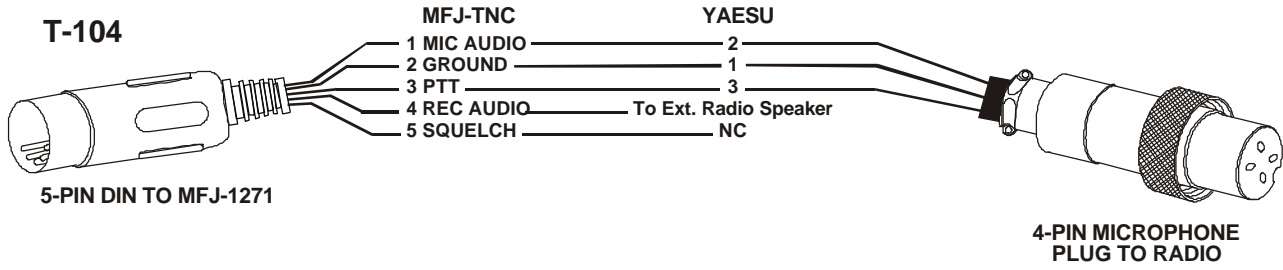 T-104
MFJ-TNC YAESU
1 MIC AUDIO 2
2 GROUND 1
3 PTT 3
4 REC AUDIO To Ext. Radio Speaker
5 SQUELCH NC
5-PIN DIN TO MFJ-1271
4-PIN MICROPHONE
PLUG TO RADIO